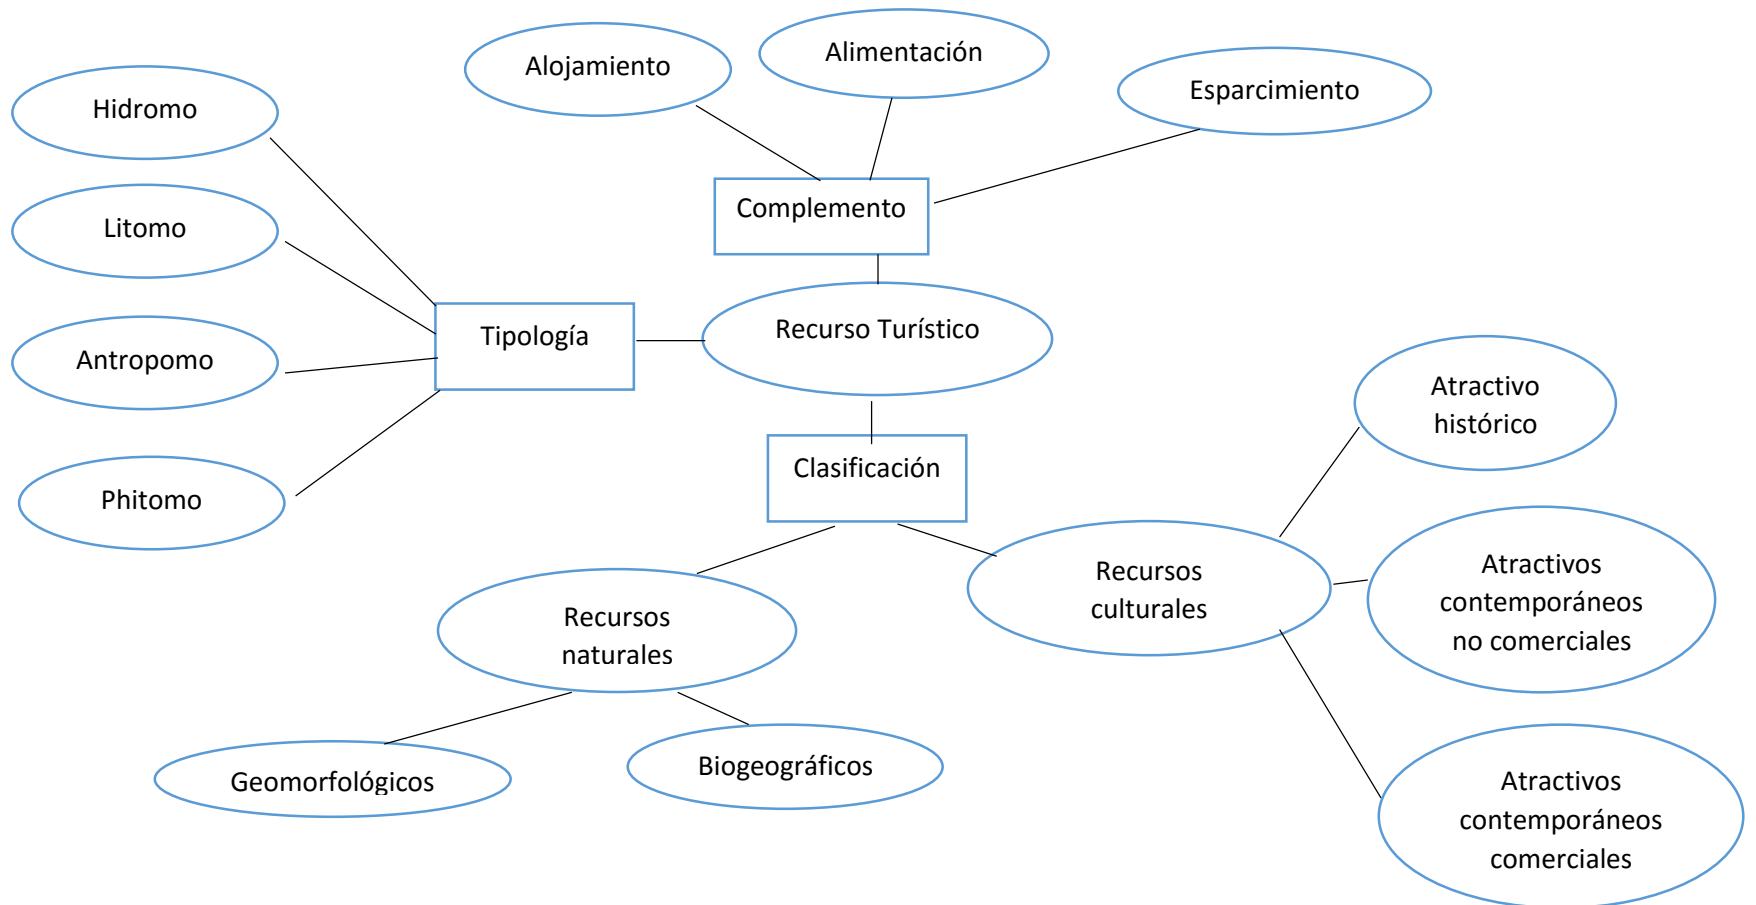 Alojamiento
Alimentación
Esparcimiento
Hidromo
Litomo
Antropomo
Phitomo
Complemento
Tipología
Recurso Turístico
Clasificación
Atractivo
histórico
Recursos
culturales
Atractivos
contemporáneos
no comerciales
Recursos
naturales
Geomorfológicos
Biogeográficos
Atractivos
contemporáneos
comerciales